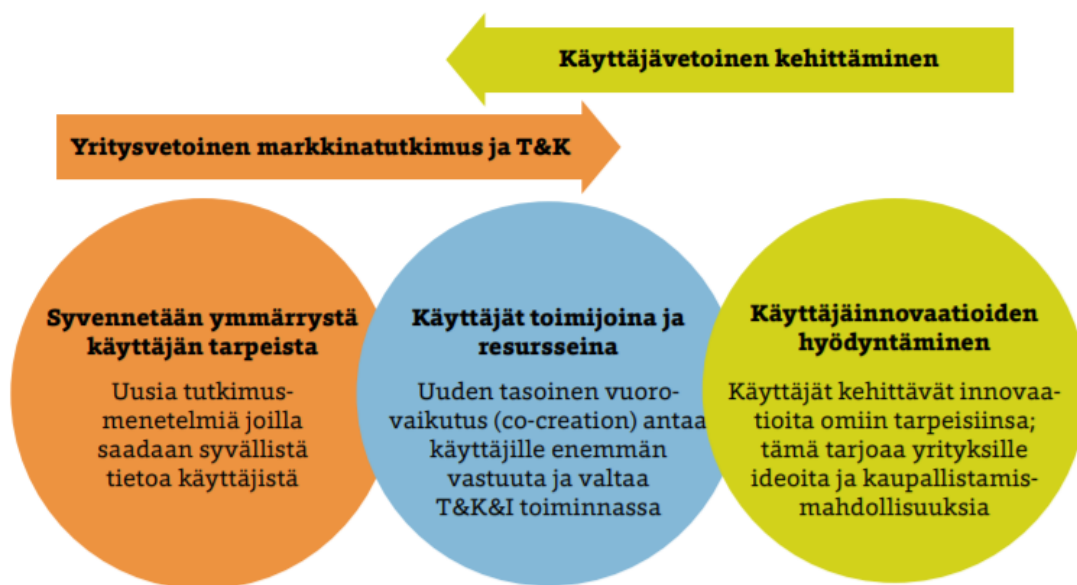 Käyttäjävetoinen kehittäminen
Yritysvetoinen markkinatutkimus ja T&K
Syvennetään ymmärrystä
käyttäjän tarpeista
Uusia tutkimus-
menetelmiä joilla
saadaan syvällistä
tietoa käyttäjistä
Käyttäjät toimijoina ja
resursseina
Uuden tasoinen vuoro-
vaikutus (co-creation) antaa
käyttäjille enemmän
vastuuta ja valtaa
T&K&I toiminnassa
Käyttäjäinnovaatioiden
hyödyntäminen
Käyttäjät kehittävät innovaa-
tioita omiin tarpeisiinsa;
tämä tarjoaa yrityksille
ideoita ja kaupallistamis-
mahdollisuuksia